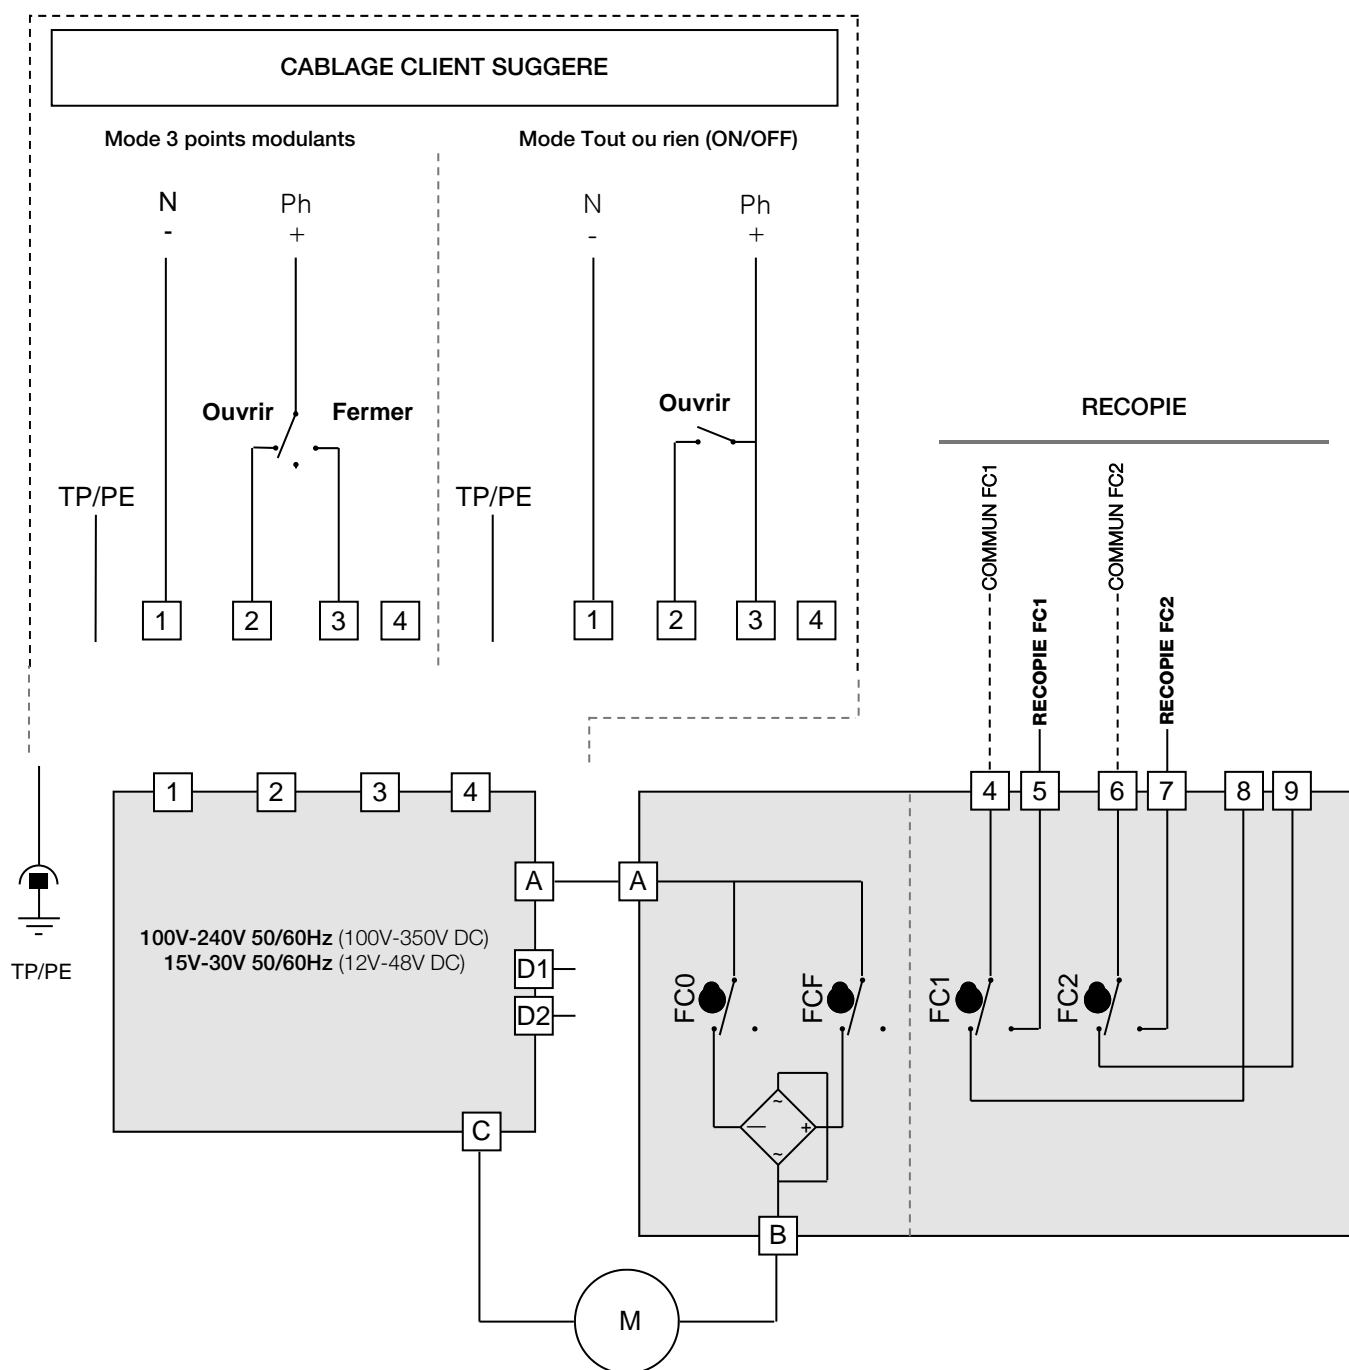 CABLAGE CLIENT SUGGERE
Mode 3 points modulants
Mode Tout ou rien (ON/OFF)
N
Ph
-
+
N
Ph
-
+
Ouvrir
Fermer
Ouvrir
RECOPIE
TP/PE
TP/PE
COMMUN FC1
COMMUN FC2
RECOPIE FC1
RECOPIE FC2
1
2
3
4
1
2
3
4
1
2
3
4
4
5
6
7
8
9
A
A
100V-240V 50/60Hz (100V-350V DC)
15V-30V 50/60Hz (12V-48V DC)
D1
D2
TP/PE
FC0
FCF
FC1
FC2
~
—
+
~
C
B
M